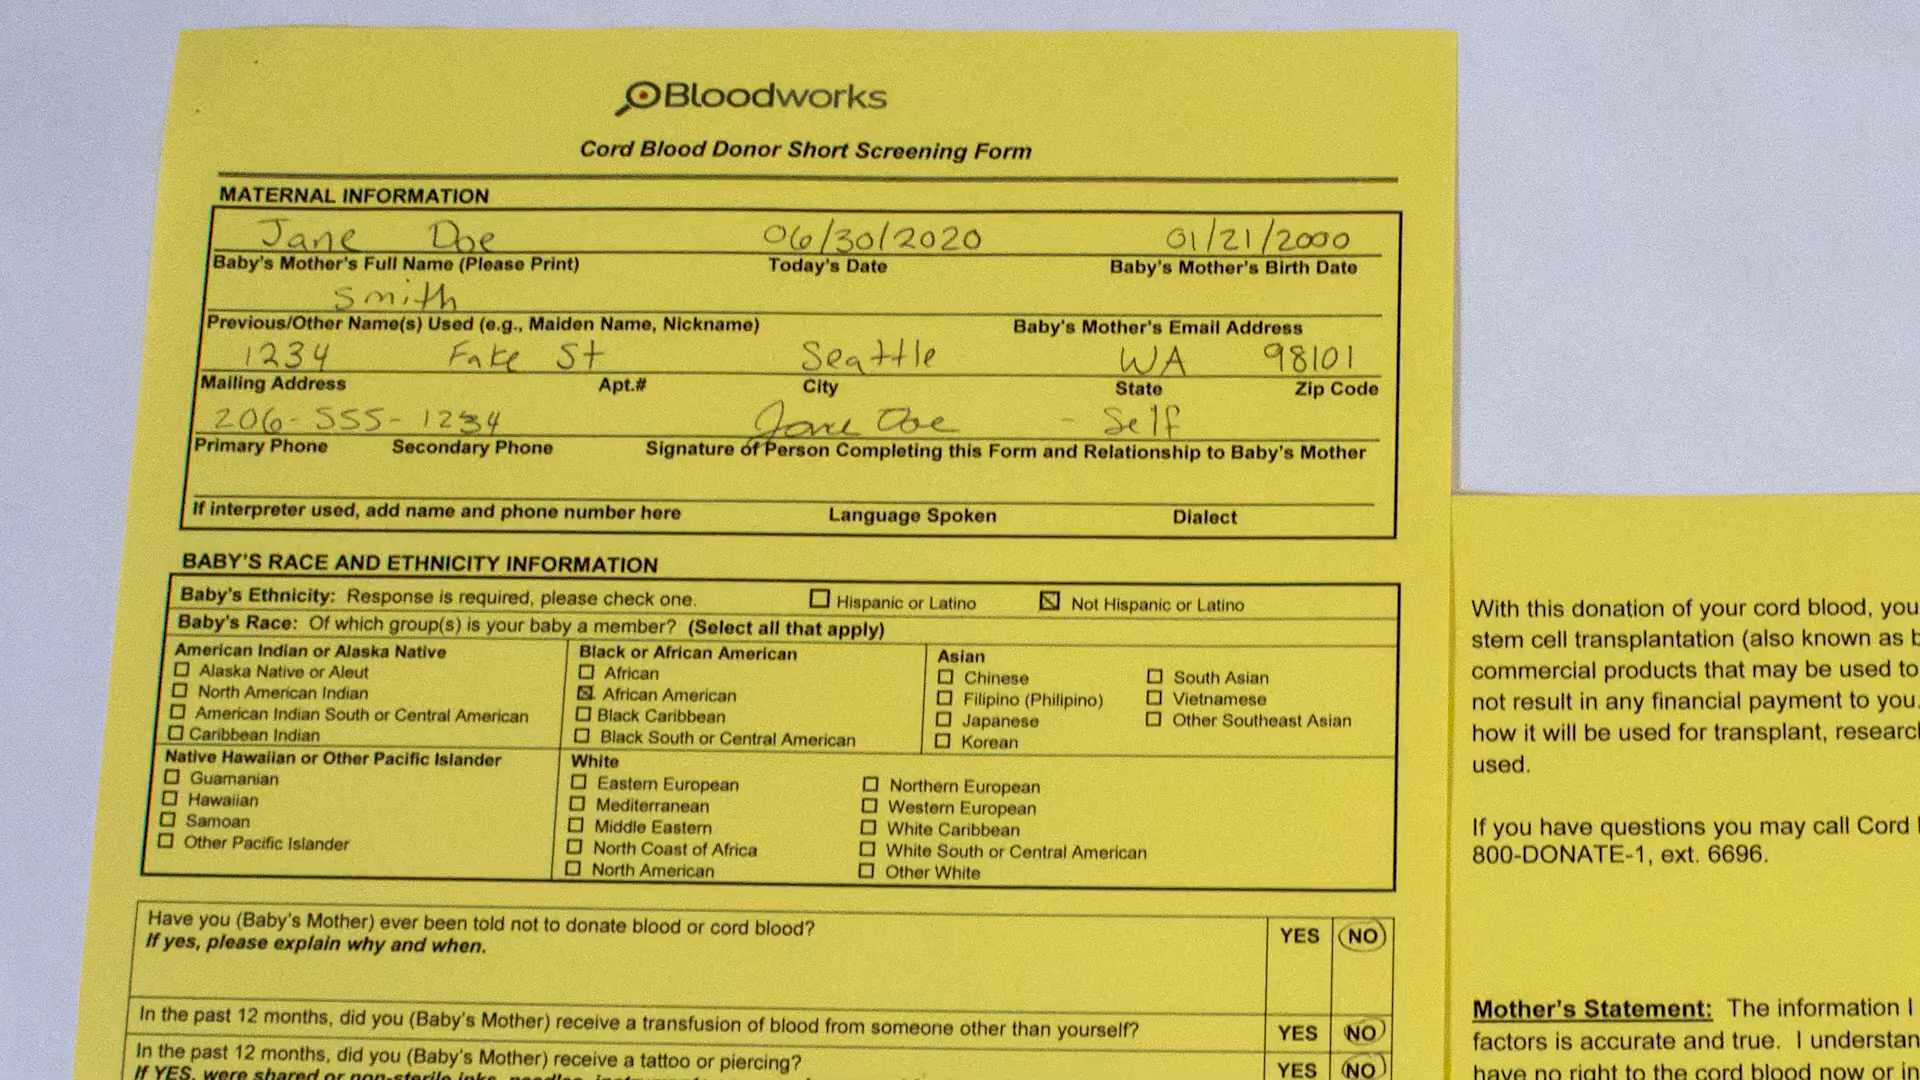 Bloodworks
Cord Blood Donor Short Screening Form
MATERNAL INFORMATION
Jane Doe 06/30/2020 01/21/2000
Baby's Mother's Full Name (Please Print) Today's Date Baby's Mother's Birth Date
Smith
Previous/Other Name(s) Used (e.g., Maiden Name, Nickname) Baby's Mother's Email Address
1234 Fake St Seattle WA 98101
Mailing Address Apt.# City State Zip Code
206-555-1234 Jane Doe - Self
Primary Phone Secondary Phone Signature of Person Completing this Form and Relationship to Baby's Mother
If interpreter used, add name and phone number here Language Spoken Dialect
BABY'S RACE AND ETHNICITY INFORMATION
Baby's Ethnicity: Response is required, please check one. Hispanic or Latino Not Hispanic or Latino
Baby's Race: Of which group(s) is your baby a member? (Select all that apply)
American Indian or Alaska Native
Alaska Native or Aleut
North American Indian
American Indian South or Central American
Caribbean Indian
Black or African American
African
African American
Black Caribbean
Black South or Central American
Asian
Chinese
Filipino (Philipino)
Japanese
Korean
South Asian
Vietnamese
Other Southeast Asian
Native Hawaiian or Other Pacific Islander
Guamanian
Hawaiian
Samoan
Other Pacific Islander
White
Eastern European
Mediterranean
Middle Eastern
North Coast of Africa
North American
Northern European
Western European
White Caribbean
White South or Central American
Other White
Have you (Baby's Mother) ever been told not to donate blood or cord blood? YES NO
If yes, please explain why and when.
In the past 12 months, did you (Baby's Mother) receive a transfusion of blood from someone other than yourself? YES NO
In the past 12 months, did you (Baby's Mother) receive a tattoo or piercing? YES NO
If YES, were shared or non-sterile inks, needles,
With this donation of your cord blood, you
stem cell transplantation (also known as
commercial products that may be used to
not result in any financial payment to you.
how it will be used for transplant, research
used.
If you have questions you may call Cord
800-DONATE-1, ext. 6696.
Mother's Statement: The information I
factors is accurate and true. I understan
have no right to the cord blood now or in